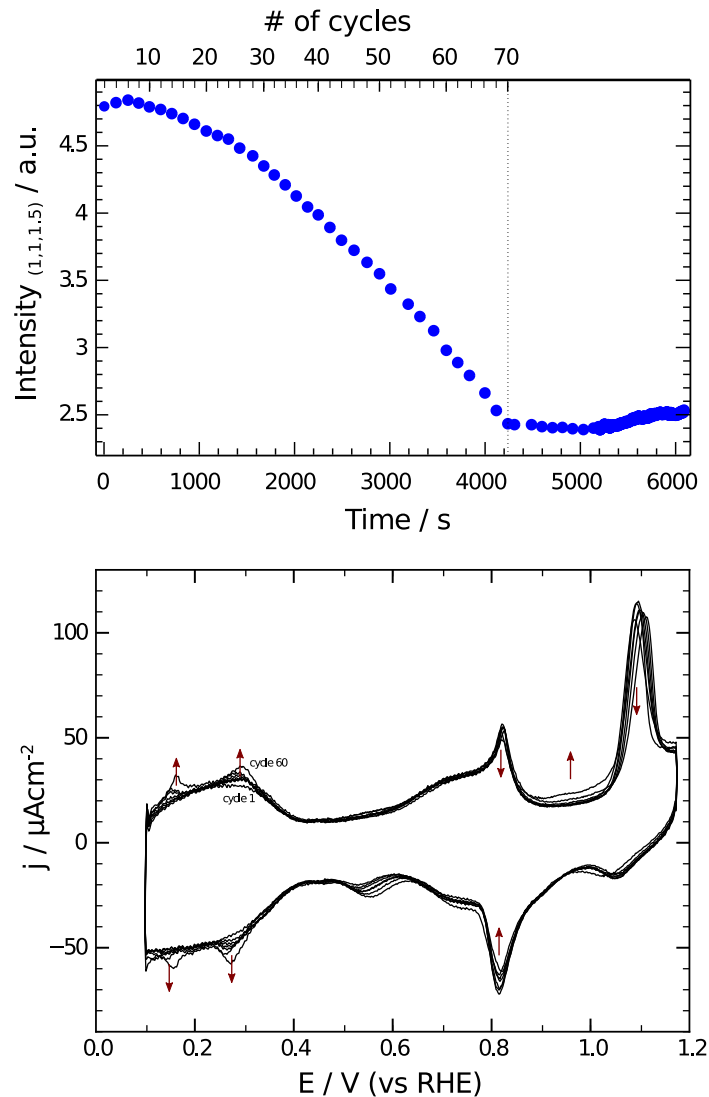 # of cycles
10 20 30 40 50 60 70
4.5
4
3.5
3
2.5
Intensity (1,1,1.5) / a.u.
0 1000 2000 3000 4000 5000 6000
Time / s
100
50
0
−50
j / μAcm-2
cycle 60
cycle 1
0.0 0.2 0.4 0.6 0.8 1.0 1.2
E / V (vs RHE)